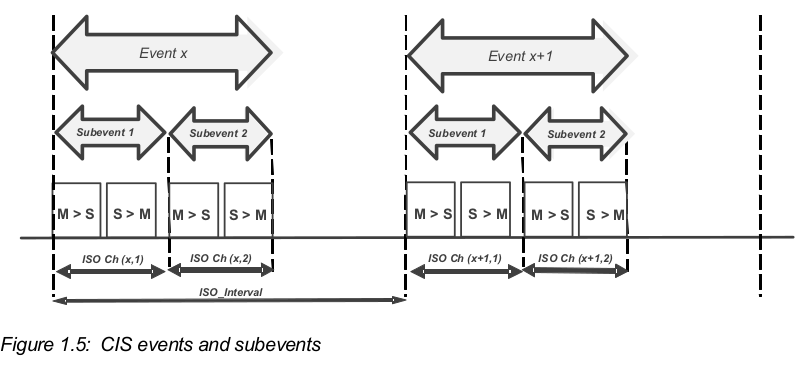 Event x
Event x+1
Subevent 1
Subevent 2
Subevent 1
Subevent 2
M > S
S > M
M > S
S > M
M > S
S > M
M > S
S > M
ISO Ch (x,1)
ISO Ch (x,2)
ISO Ch (x+1,1)
ISO Ch (x+1,2)
ISO_Interval
Figure 1.5: CIS events and subevents